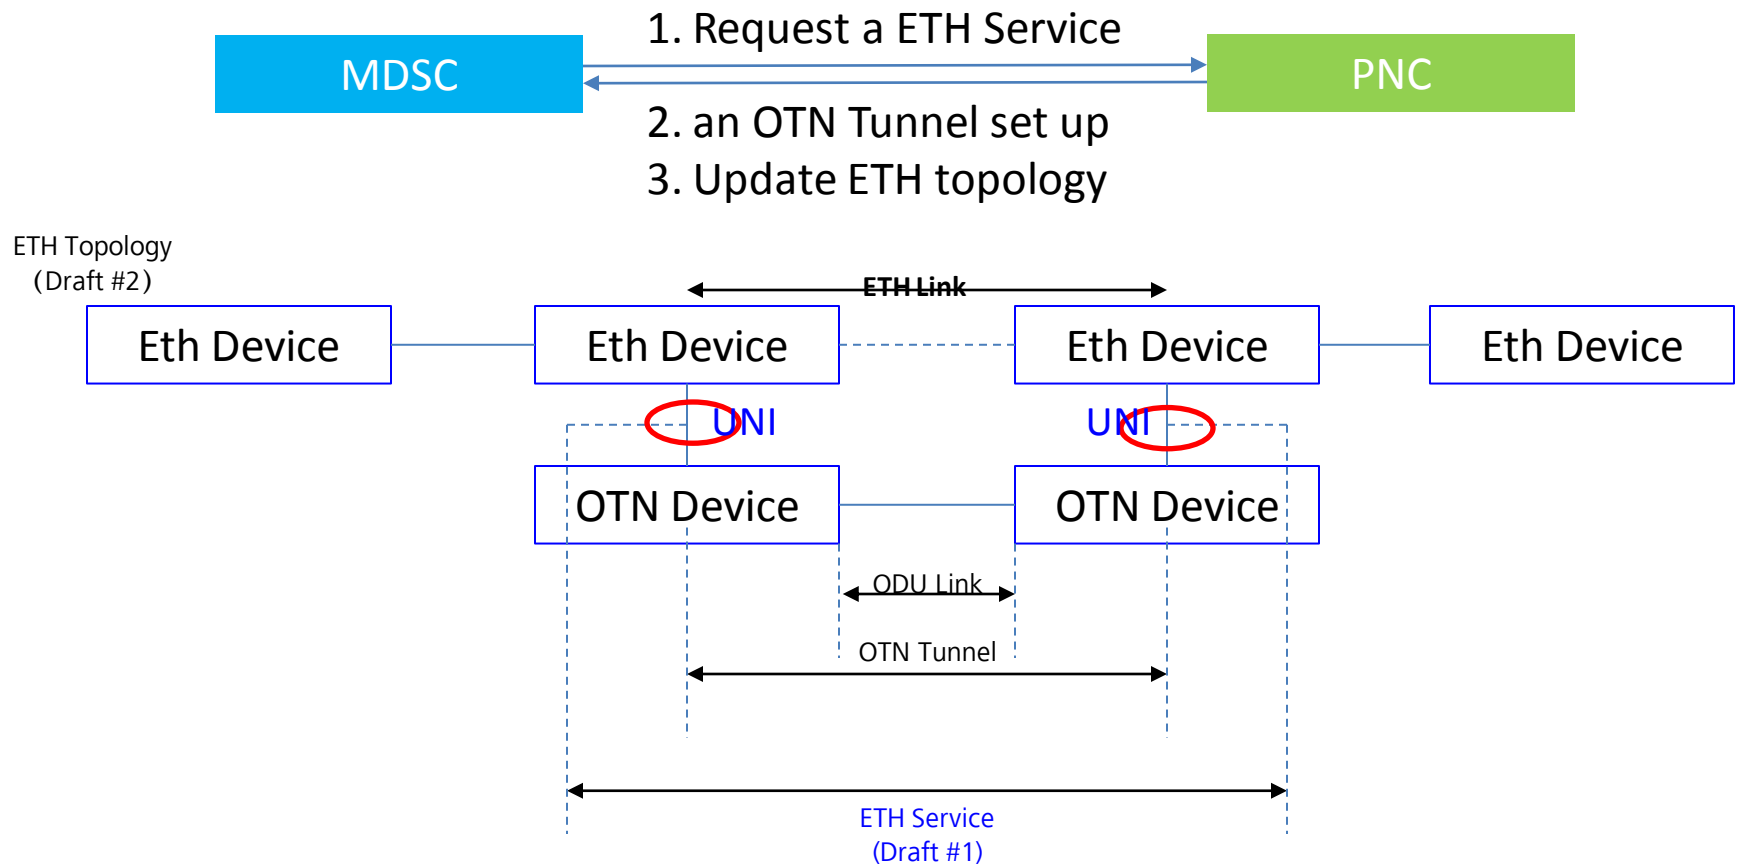 1. Request a ETH Service
MDSC
PNC
2. an OTN Tunnel set up
3. Update ETH topology
ETH Topology
(Draft #2)
ETH Link
Eth Device
Eth Device
Eth Device
Eth Device
UNI
UNI
OTN Device
OTN Device
ODU Link
OTN Tunnel
ETH Service
(Draft #1)